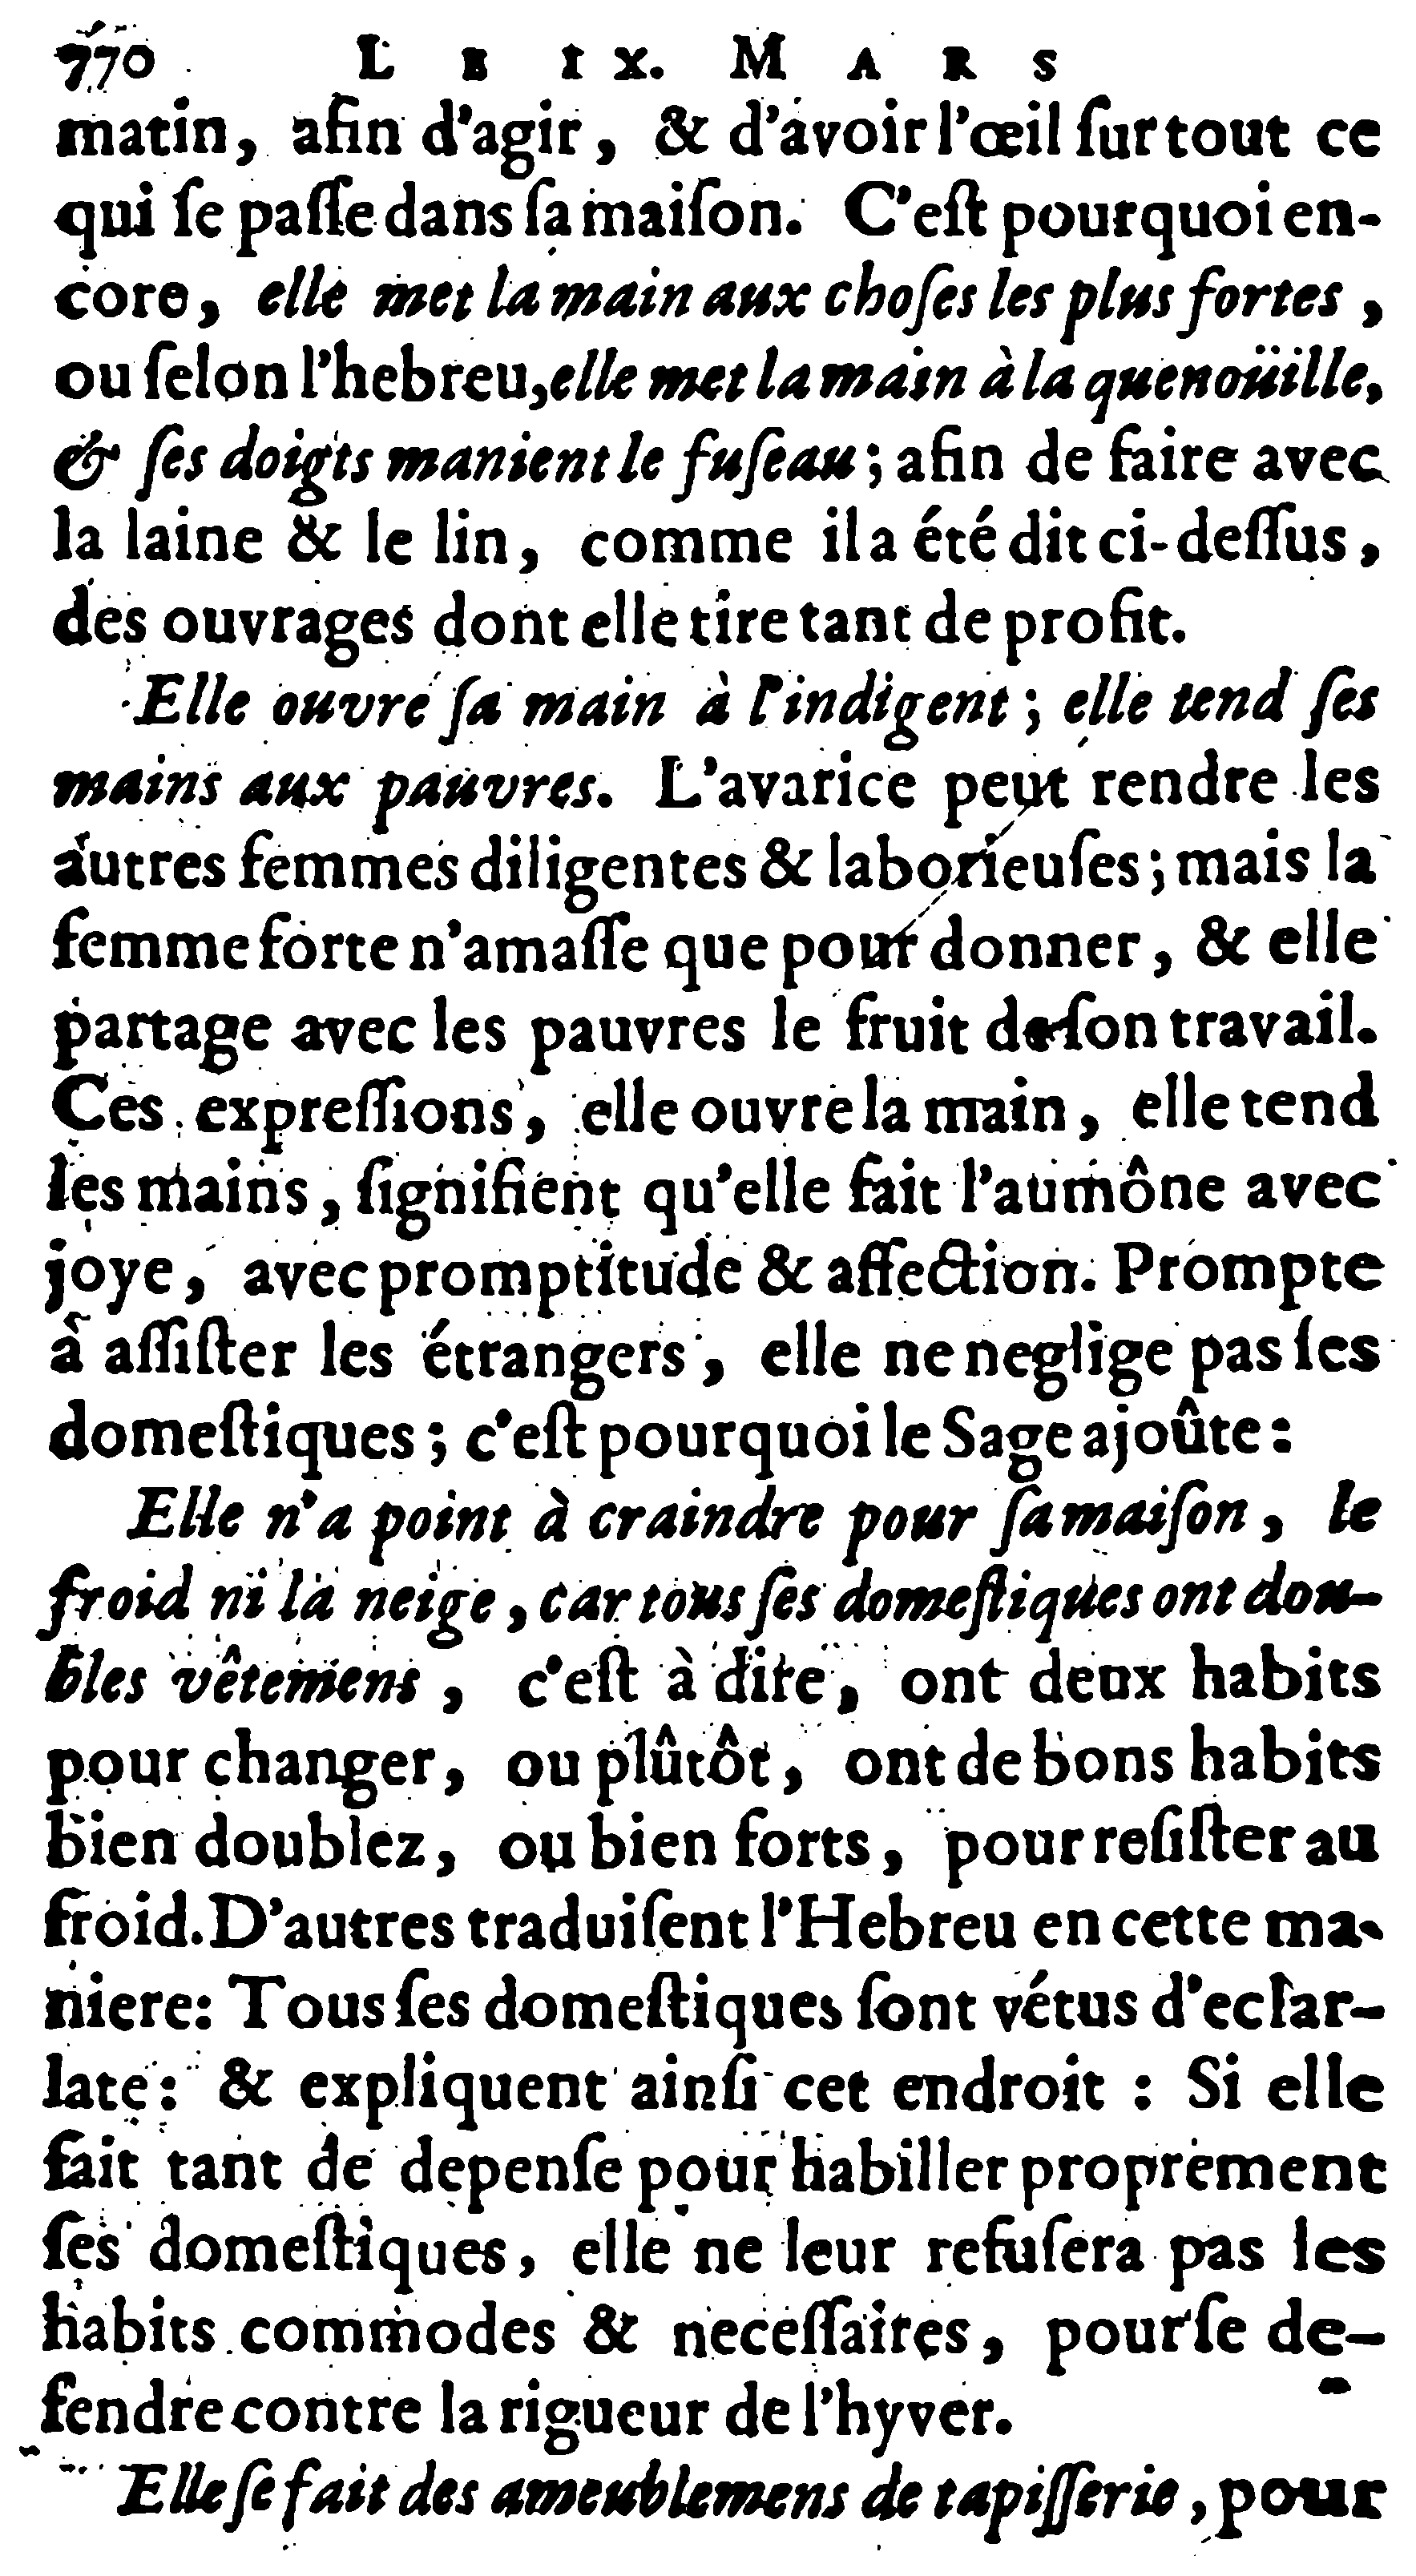 770 LE IX. MARS
matin, afin d'agir, & d'avoir l'œil ſur tout ce
qui ſe paſſe dans ſa maiſon. C'eſt pourquoi en-
core, elle met la main aux choſes les plus fortes,
ou ſelon l'hebreu, elle met la main à la quenoüille,
& ſes doigts manient le fuſeau; afin de faire avec
la laine & le lin, comme il a été dit ci-deſſus,
des ouvrages dont elle tire tant de profit.
Elle ouvre ſa main à l'indigent; elle tend ſes
mains aux pauvres. L'avarice peut rendre les
autres femmes diligentes & laborieuſes; mais la
femme forte n'amaſſe que pour donner, & elle
partage avec les pauvres le fruit de ſon travail.
Ces expreſſions, elle ouvre la main, elle tend
les mains, ſignifient qu'elle fait l'aumône avec
joye, avec promptitude & affection. Prompte
à aſſiſter les étrangers, elle ne neglige pas ſes
domeſtiques; c'eſt pourquoi le Sage ajoûte:
Elle n'a point à craindre pour ſa maiſon, le
froid ni la neige, car tous ſes domeſtiques ont dou-
bles vêtemens, c'eſt à dire, ont deux habits
pour changer, ou plûtôt, ont de bons habits
bien doublez, ou bien forts, pour reſiſter au
froid. D'autres traduiſent l'Hebreu en cette ma-
niere: Tous ſes domeſtiques ſont vétus d'ecſar-
late: & expliquent ainſi cet endroit : Si elle
fait tant de depenſe pour habiller proprement
ſes domeſtiques, elle ne leur refuſera pas les
habits commodes & neceſſaires, pour ſe de-
fendre contre la rigueur de l'hyver.
Elle ſe fait des ameublemens de tapiſſerie, pour